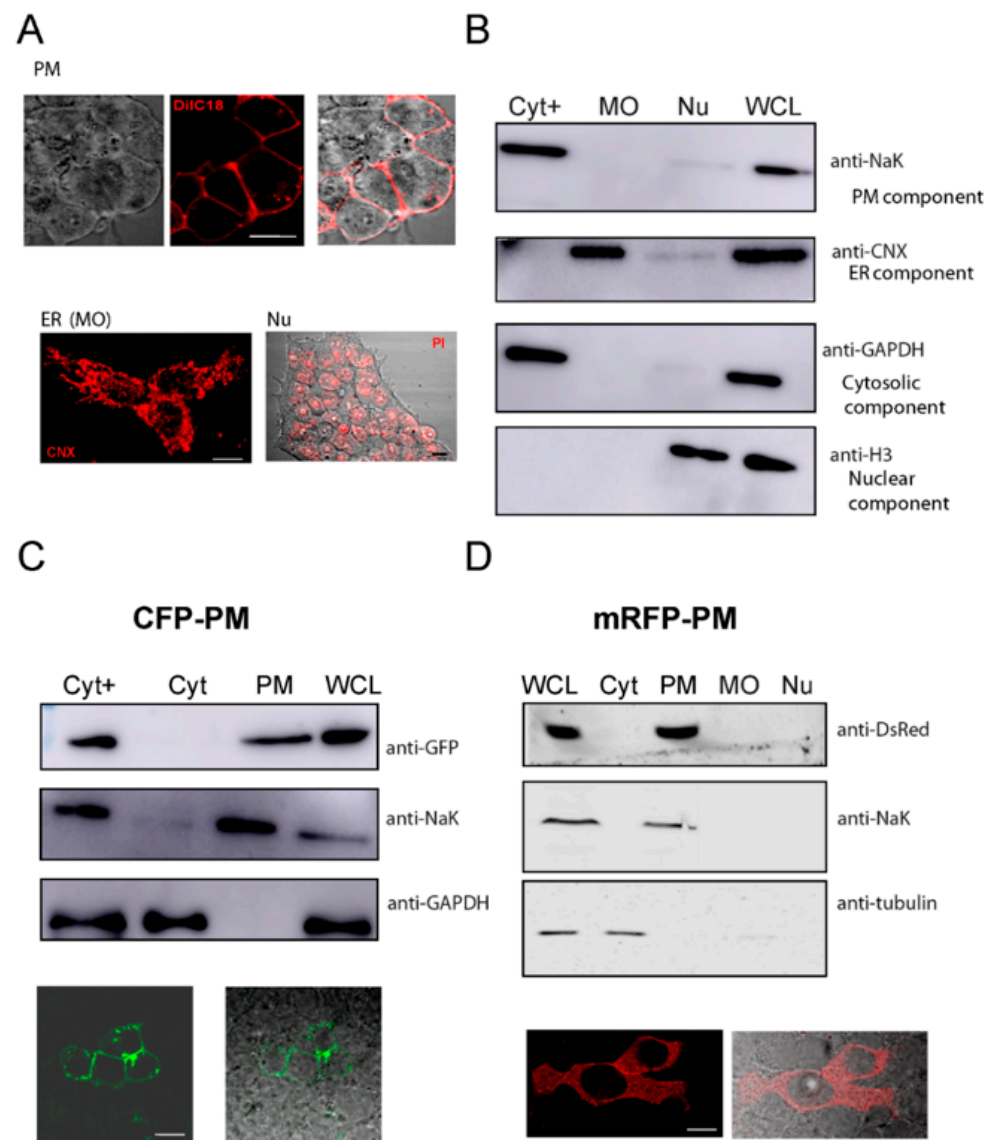 A
PM
DiIC18
ER (MO)
Nu
CNX
PI
B
Cyt+ MO Nu WCL
anti-NaK
PM component
anti-CNX
ER component
anti-GAPDH
Cytosolic
component
anti-H3
Nuclear
component
C
CFP-PM
Cyt+ Cyt PM WCL
anti-GFP
anti-NaK
anti-GAPDH
D
mRFP-PM
WCL Cyt PM MO Nu
anti-DsRed
anti-NaK
anti-tubulin